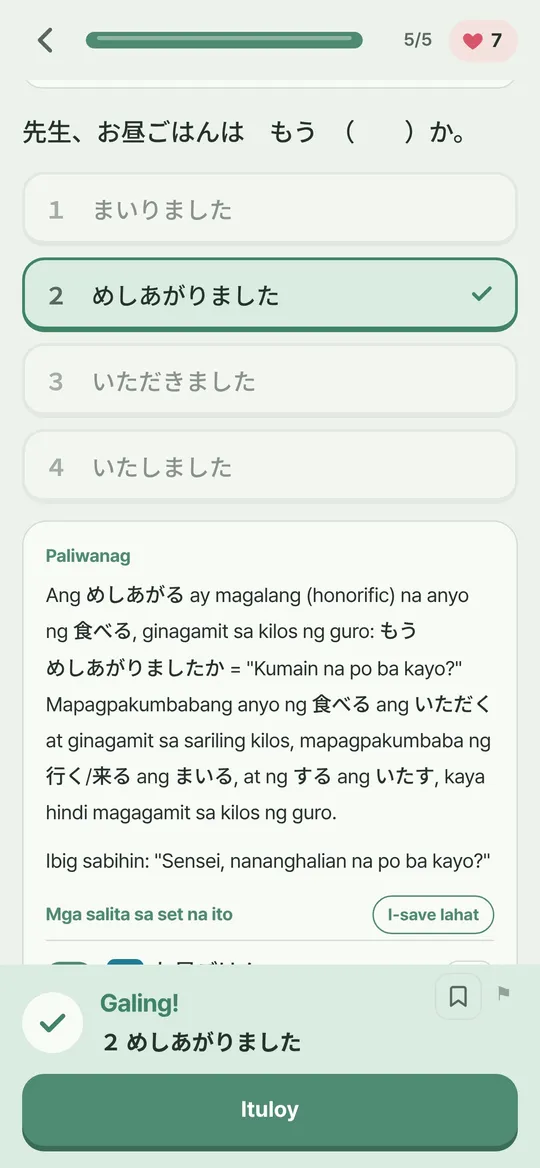 5/5
7
先生、お昼ごはんは　もう　（　　）か。
1 まいりました
2 めしあがりました
3 いただきました
4 いたしました
Paliwanag
Ang めしあがる ay magalang (honorific) na anyo
ng 食べる, ginagamit sa kilos ng guro: もう
めしあがりましたか = "Kumain na po ba kayo?"
Mapagpakumbabang anyo ng 食べる ang いただく
at ginagamit sa sariling kilos, mapagpakumbaba ng
行く/来る ang まいる, at ng する ang いたす, kaya
hindi magagamit sa kilos ng guro.
Ibig sabihin: "Sensei, nananghalian na po ba kayo?"
Mga salita sa set na ito
I-save lahat
Galing!
2 めしあがりました
Ituloy